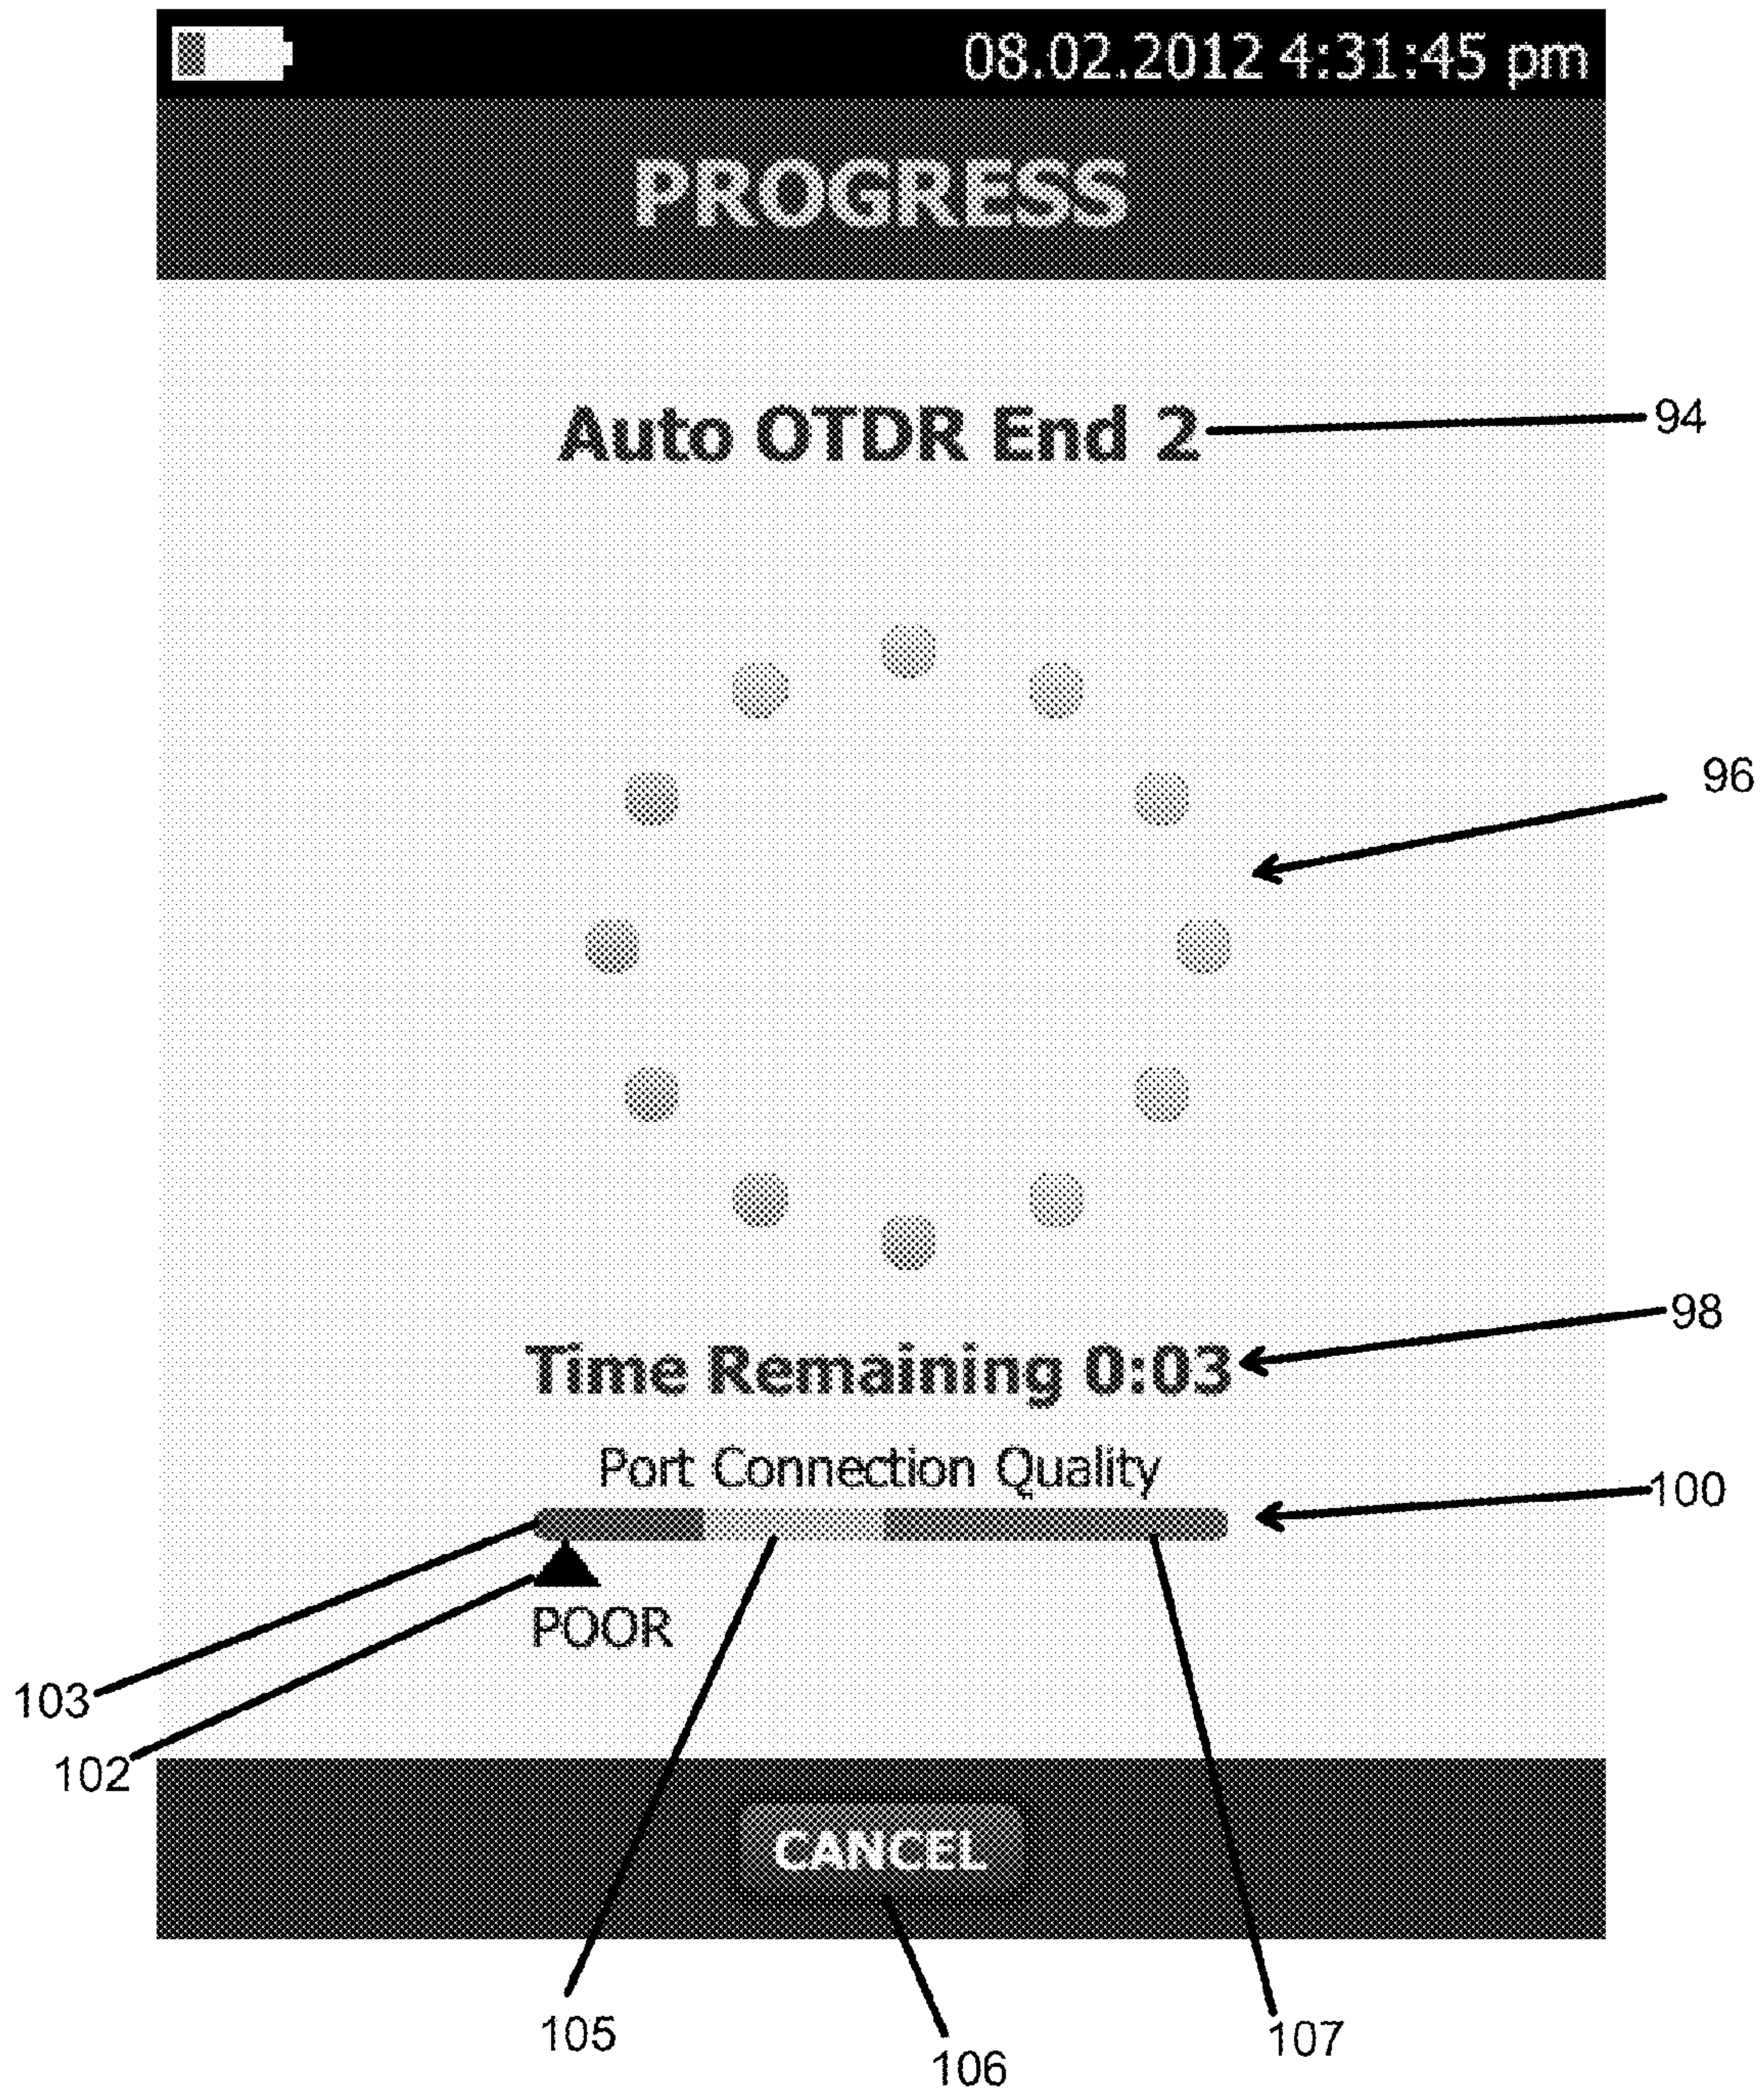 08.02.2012 4:31:45 pm
PROGRESS
Auto OTDR End 2
94
96
Time Remaining 0:03
98
Port Connection Quality
100
POOR
103
102
CANCEL
105
106
107